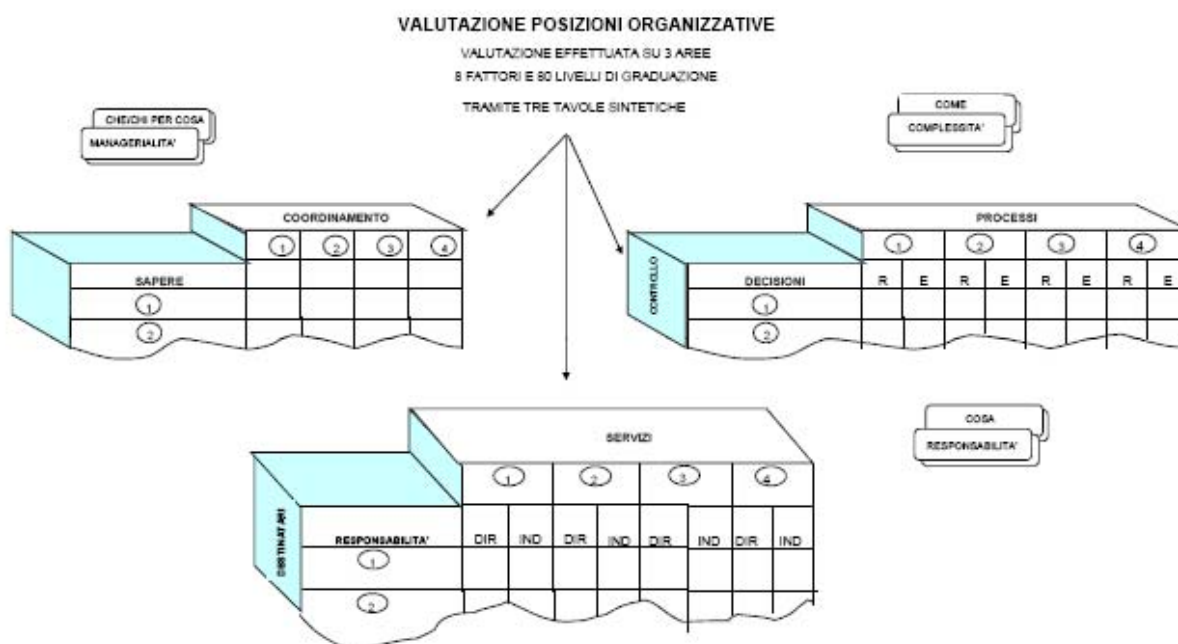 VALUTAZIONE POSIZIONI ORGANIZZATIVE
VALUTAZIONE EFFETTUATA SU 3 AREE
8 FATTORI E 80 LIVELLI DI GRADUAZIONE
TRAMITE TRE TAVOLE SINTETICHE
CHE/CHI PER COSA
MANAGERIALITA'
COME
COMPLESSITA'
COORDINAMENTO
1 2 3 4
SAPERE
1
2
PROCESSI
1 2 3 4
CONTROLLO
DECISIONI R E R E R E R E
1
2
COSA
RESPONSABILITA'
SERVIZI
1 2 3 4
DESTINATARI
RESPONSABILITA' DIR IND DIR IND DIR IND DIR IND
1
2